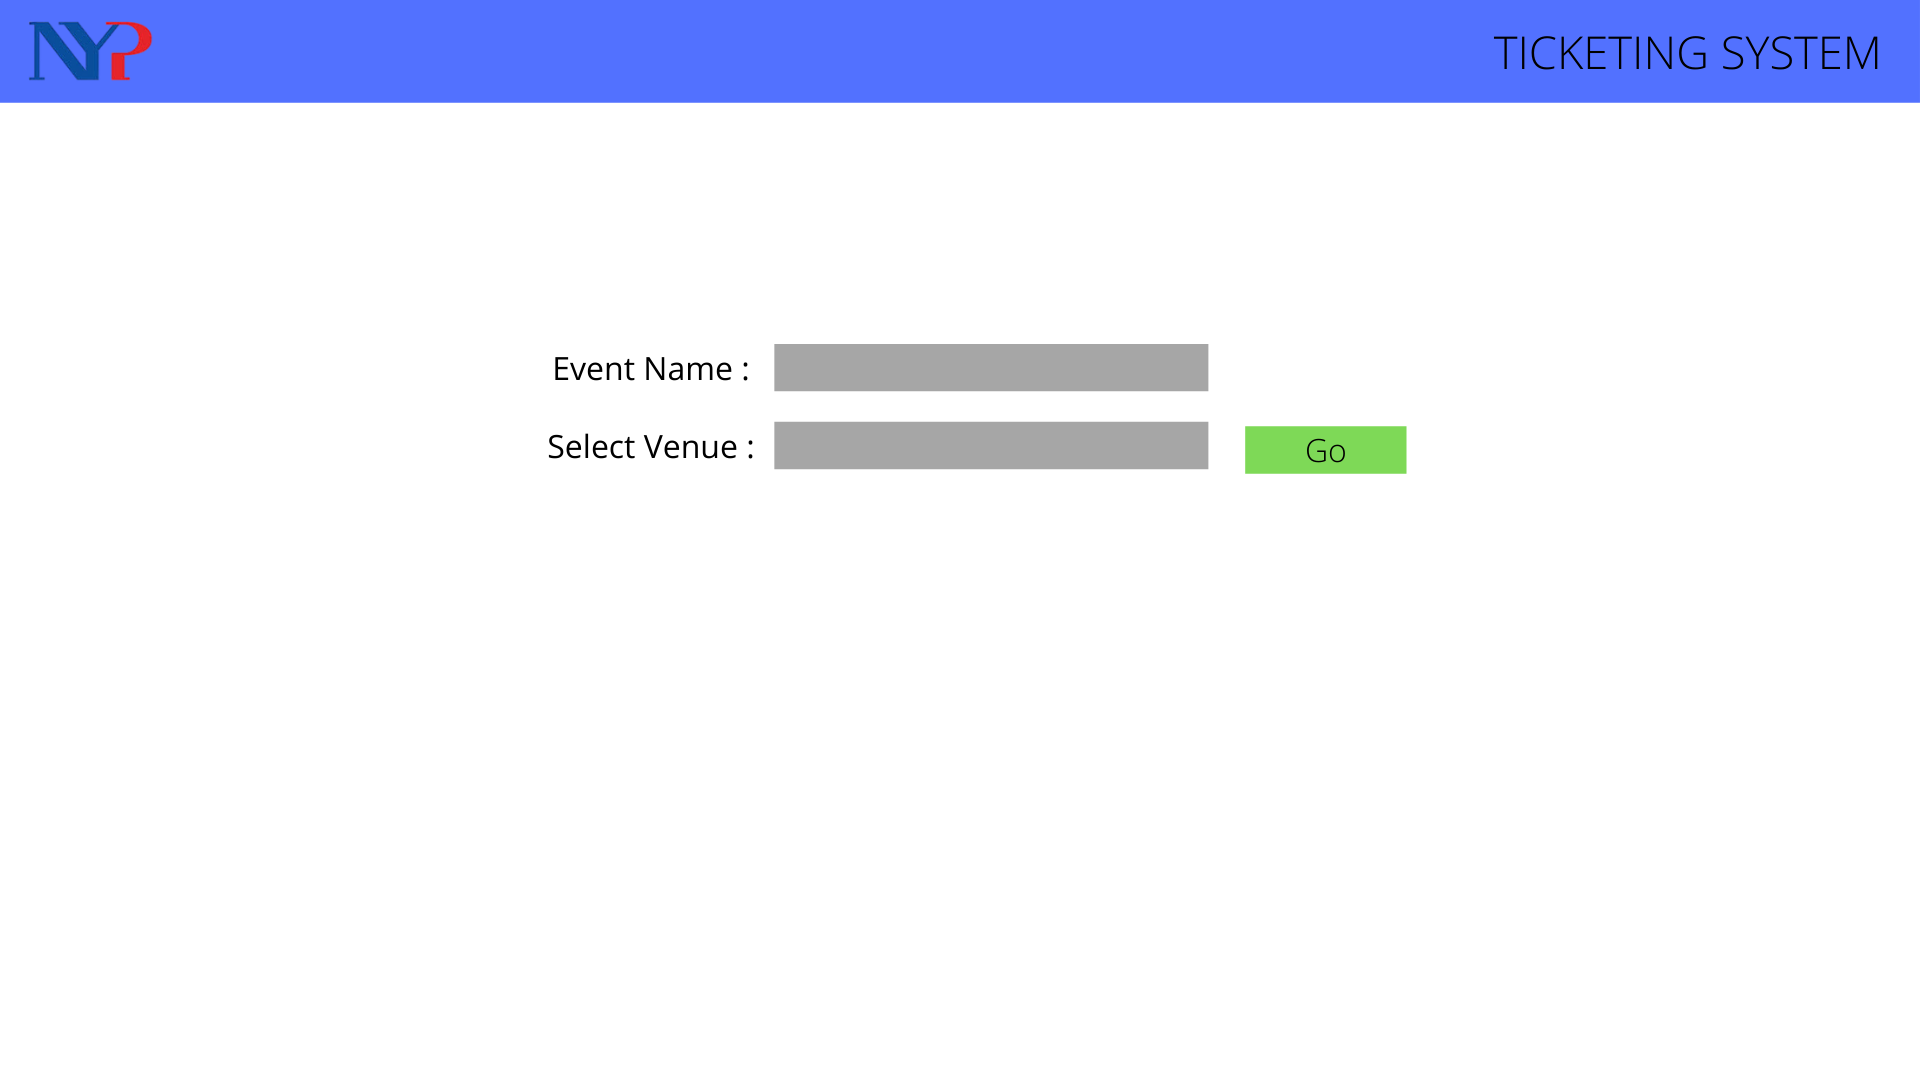 NYP
TICKETING SYSTEM
Event Name :
Select Venue :
Go